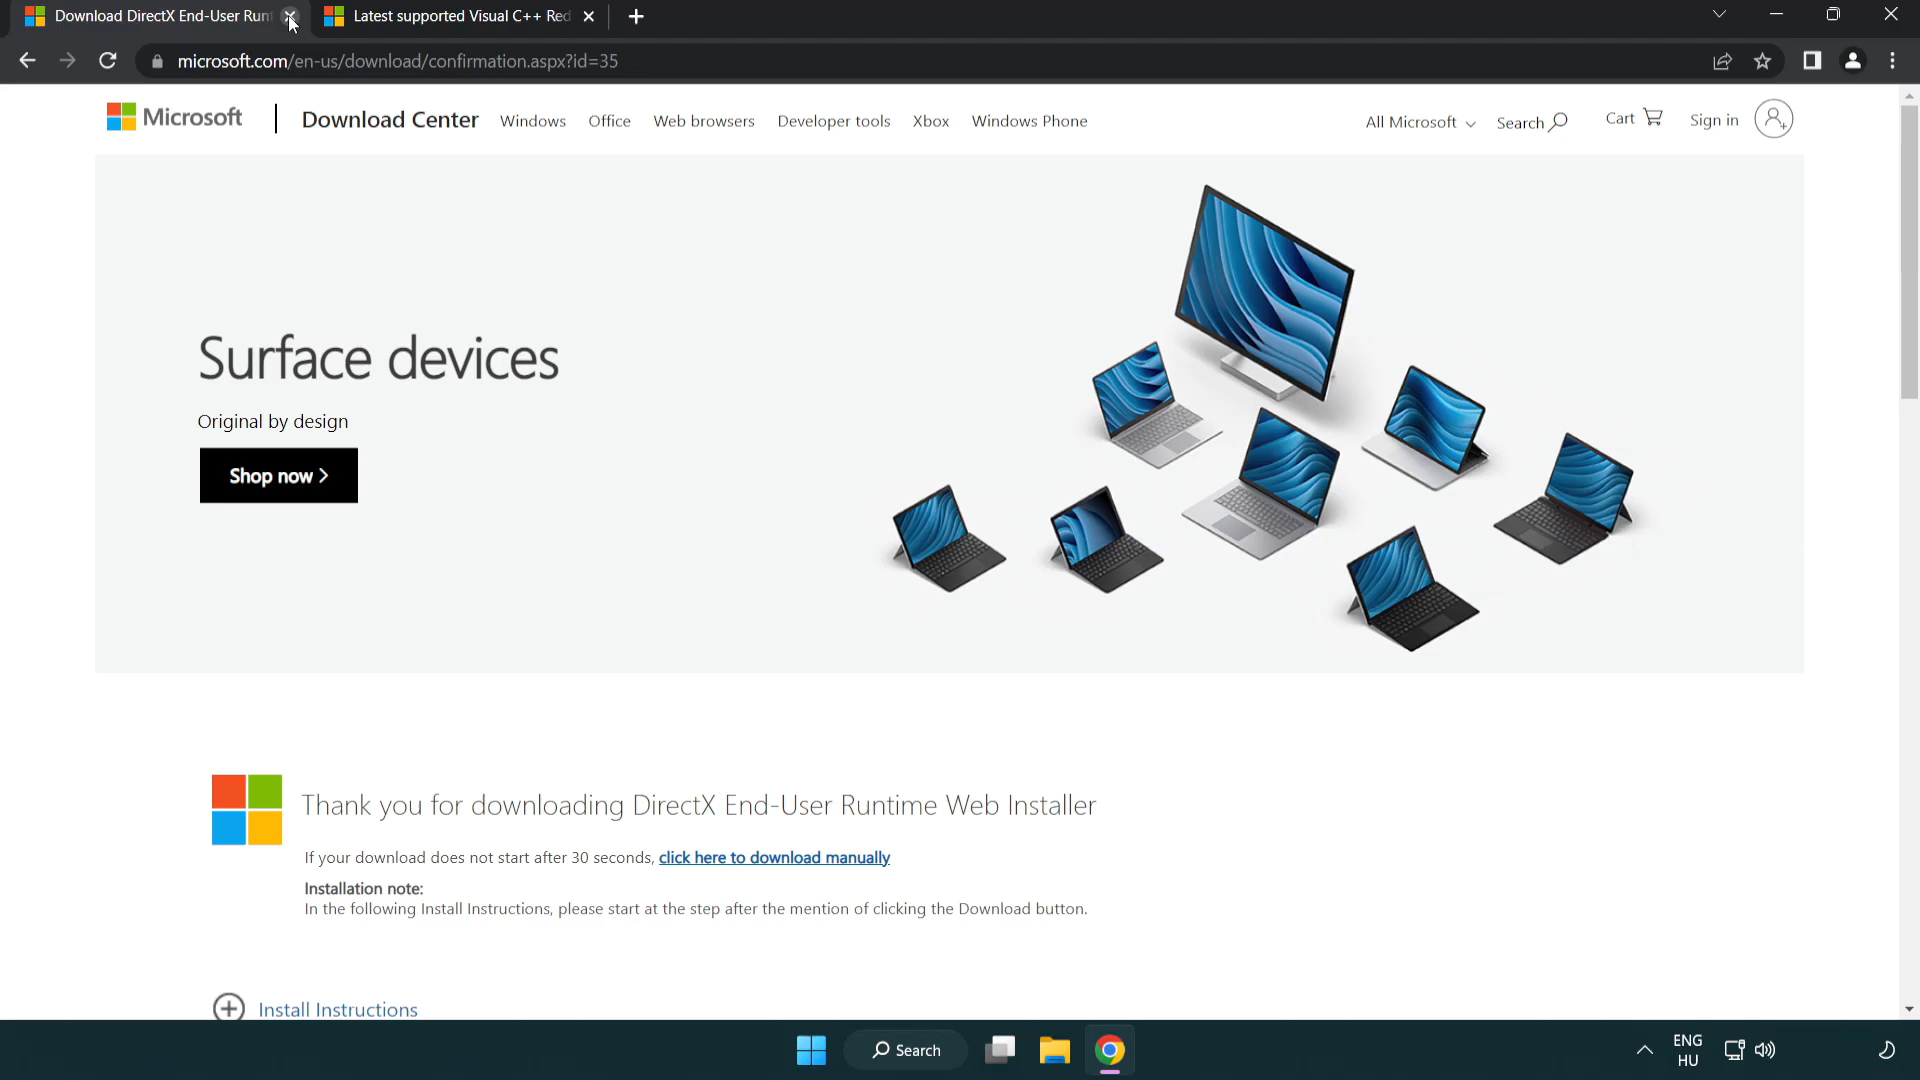 Download DirectX End-User Runt
Latest supported Visual C++ Red
microsoft.com/en-us/download/confirmation.aspx?id=35
Microsoft
Download Center
Windows
Office
Web browsers
Developer tools
Xbox
Windows Phone
All Microsoft
Search
Cart
Sign in
Surface devices
Original by design
Shop now
Thank you for downloading DirectX End-User Runtime Web Installer
If your download does not start after 30 seconds, click here to download manually
Installation note:
In the following Install Instructions, please start at the step after the mention of clicking the Download button.
Install Instructions
Search
ENG
HU